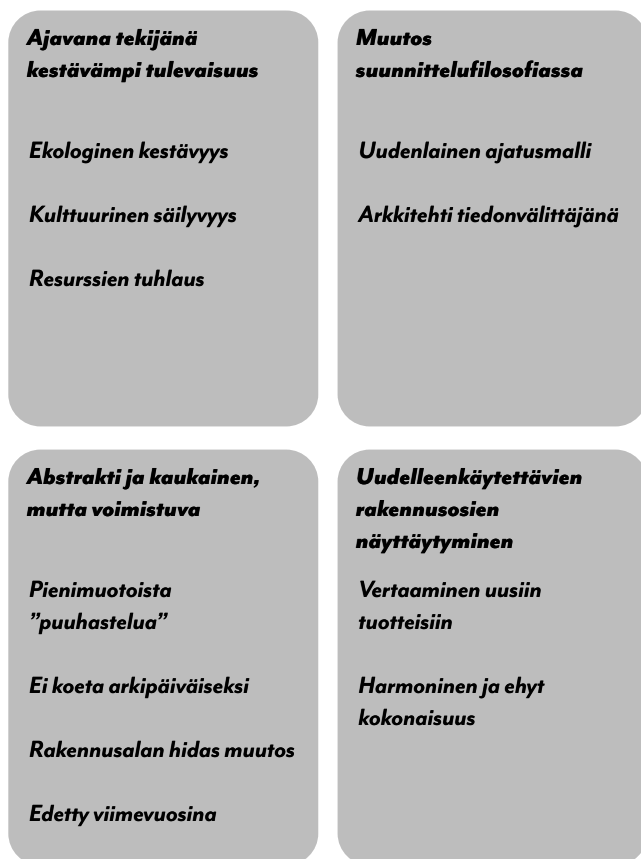 Ajavana tekijänä
kestävämpi tulevaisuus
Ekologinen kestävyys
Kulttuurinen säilyvyys
Resurssien tuhlaus
Muutos
suunnittelufilosofiassa
Uudenlainen ajatusmalli
Arkkitehti tiedonvälittäjänä
Abstrakti ja kaukainen,
mutta voimistuva
Pienimuotoista
”puuhastelua”
Ei koeta arkipäiväiseksi
Rakennusalan hidas muutos
Edetty viimevuosina
Uudelleenkäytettävien
rakennusosien
näyttäytyminen
Vertaaminen uusiin
tuotteisiin
Harmoninen ja ehyt
kokonaisuus